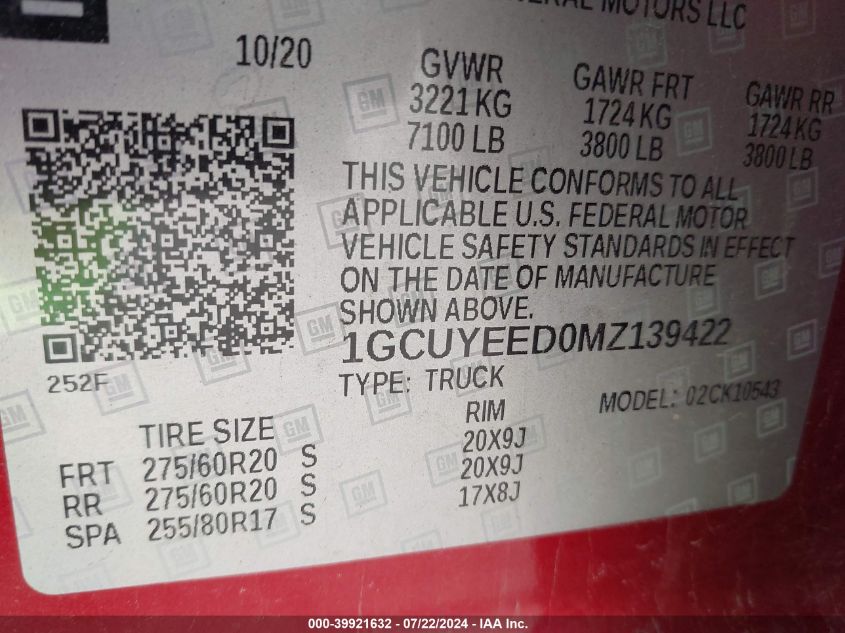 MOTORS LLC
10/20
GVWR
3221 KG
7100 LB
GAWR FRT
1724 KG
3800 LB
GAWR RR
1724 KG
3800 LB
THIS VEHICLE CONFORMS TO ALL
APPLICABLE U.S. FEDERAL MOTOR
VEHICLE SAFETY STANDARDS IN EFFECT
ON THE DATE OF MANUFACTURE
SHOWN ABOVE.
1GCUYEED0MZ139422
252F
TYPE: TRUCK
MODEL: 02CK10543
TIRE SIZE RIM
FRT 275/60R20 S 20X9J
RR 275/60R20 S 20X9J
SPA 255/80R17 S 17X8J
000-39921632 - 07/22/2024 - IAAI Inc.